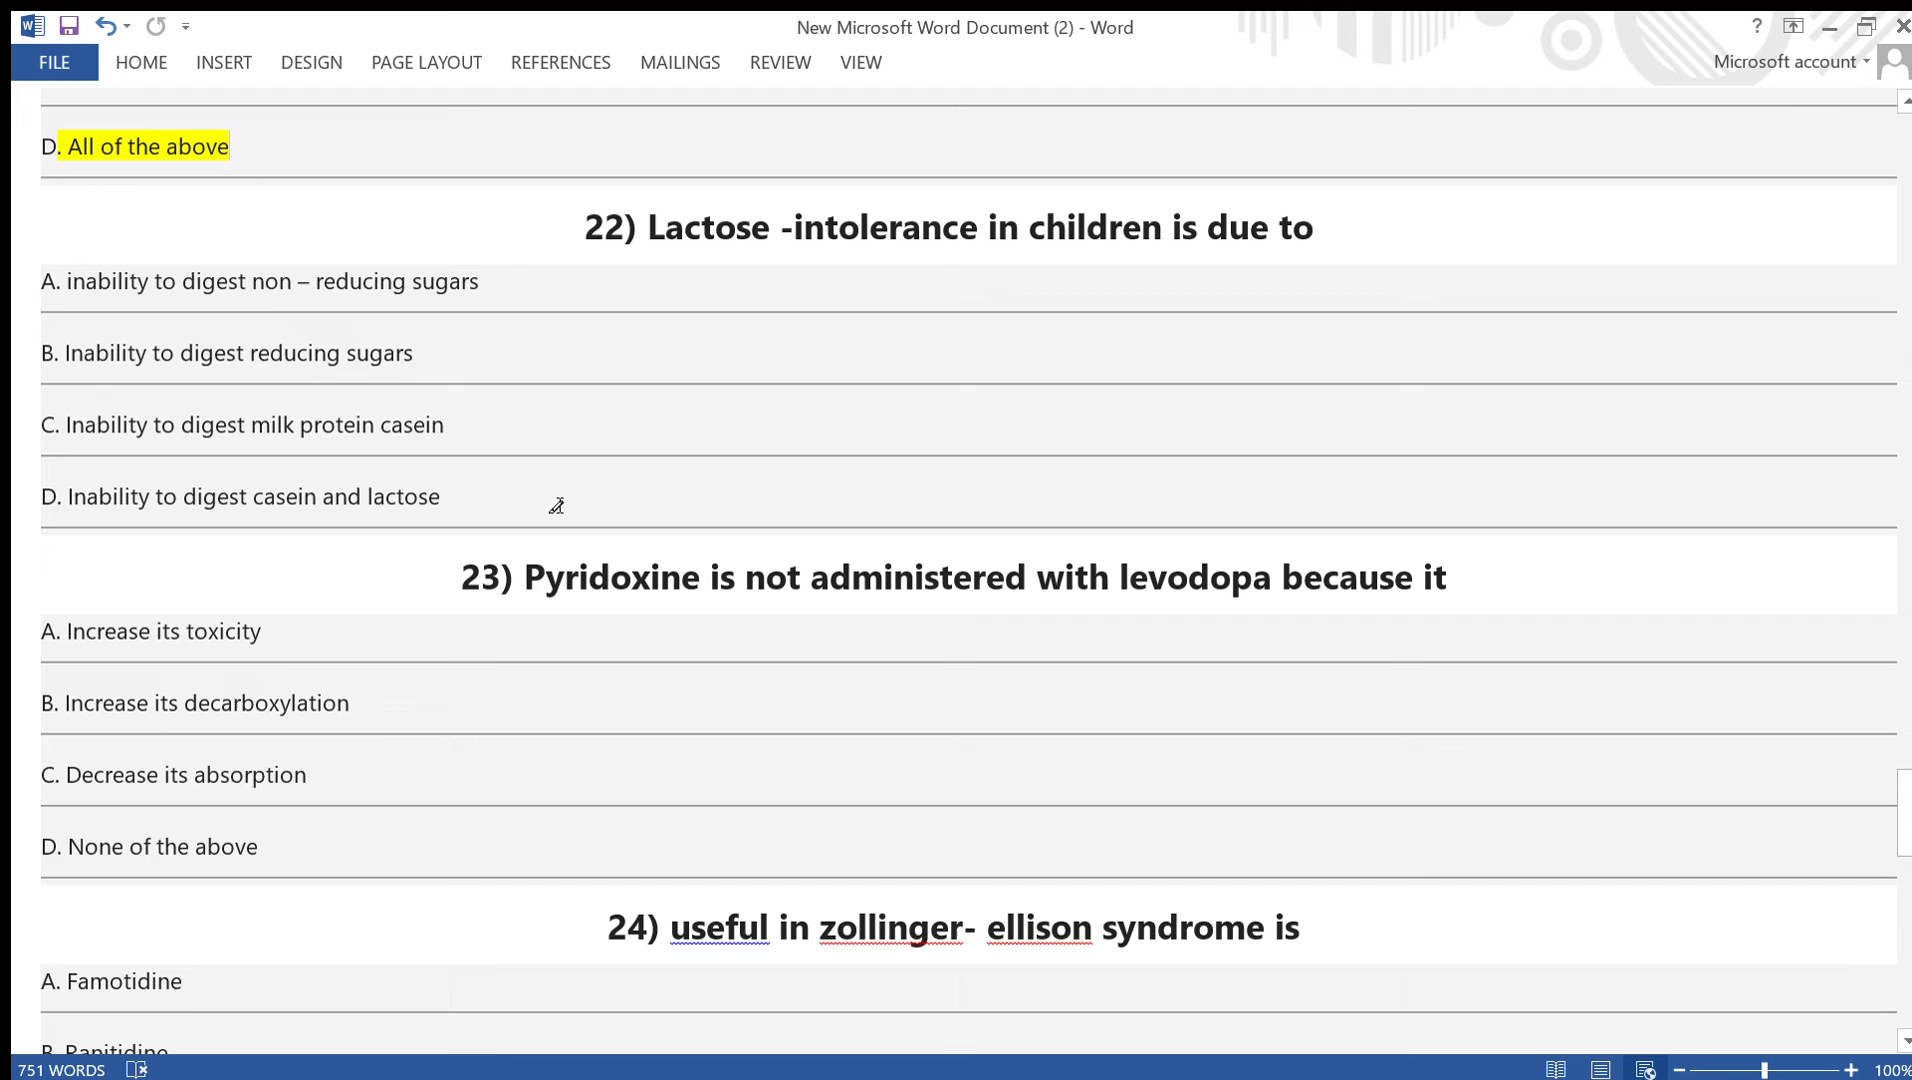 New Microsoft Word Document (2) - Word
?
FILE HOME INSERT DESIGN PAGE LAYOUT REFERENCES MAILINGS REVIEW VIEW Microsoft account
D. All of the above
22) Lactose -intolerance in children is due to
A. inability to digest non – reducing sugars
B. Inability to digest reducing sugars
C. Inability to digest milk protein casein
D. Inability to digest casein and lactose
23) Pyridoxine is not administered with levodopa because it
A. Increase its toxicity
B. Increase its decarboxylation
C. Decrease its absorption
D. None of the above
24) useful in zollinger- ellison syndrome is
A. Famotidine
B. Ranitidine
751 WORDS 100%